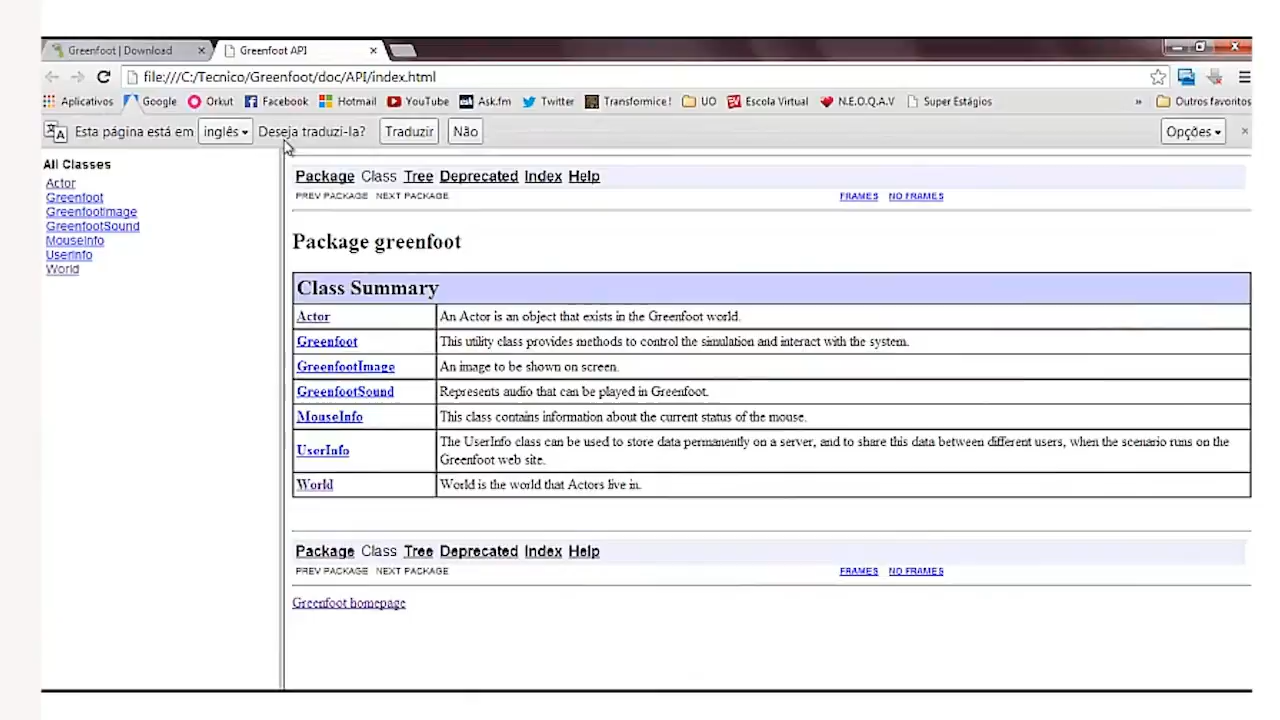 Greenfoot | Download
Greenfoot API
file:///C:/Tecnico/Greenfoot/doc/API/index.html
Aplicativos Google Orkut Facebook Hotmail YouTube Ask.fm Twitter Transformice! UO Escola Virtual N.E.O.Q.A.V Super Estágios » Outros favoritos
Esta página está em inglês Deseja traduzi-la? Traduzir Não Opções
All Classes
Actor
Greenfoot
GreenfootImage
GreenfootSound
MouseInfo
UserInfo
World
Package Class Tree Deprecated Index Help
PREV PACKAGE NEXT PACKAGE FRAMES NO FRAMES
Package greenfoot
Class Summary
Actor An Actor is an object that exists in the Greenfoot world.
Greenfoot This utility class provides methods to control the simulation and interact with the system.
GreenfootImage An image to be shown on screen.
GreenfootSound Represents audio that can be played in Greenfoot.
MouseInfo This class contains information about the current status of the mouse.
UserInfo The UserInfo class can be used to store data permanently on a server, and to share this data between different users, when the scenario runs on the
Greenfoot web site.
World World is the world that Actors live in.
Package Class Tree Deprecated Index Help
PREV PACKAGE NEXT PACKAGE FRAMES NO FRAMES
Greenfoot homepage